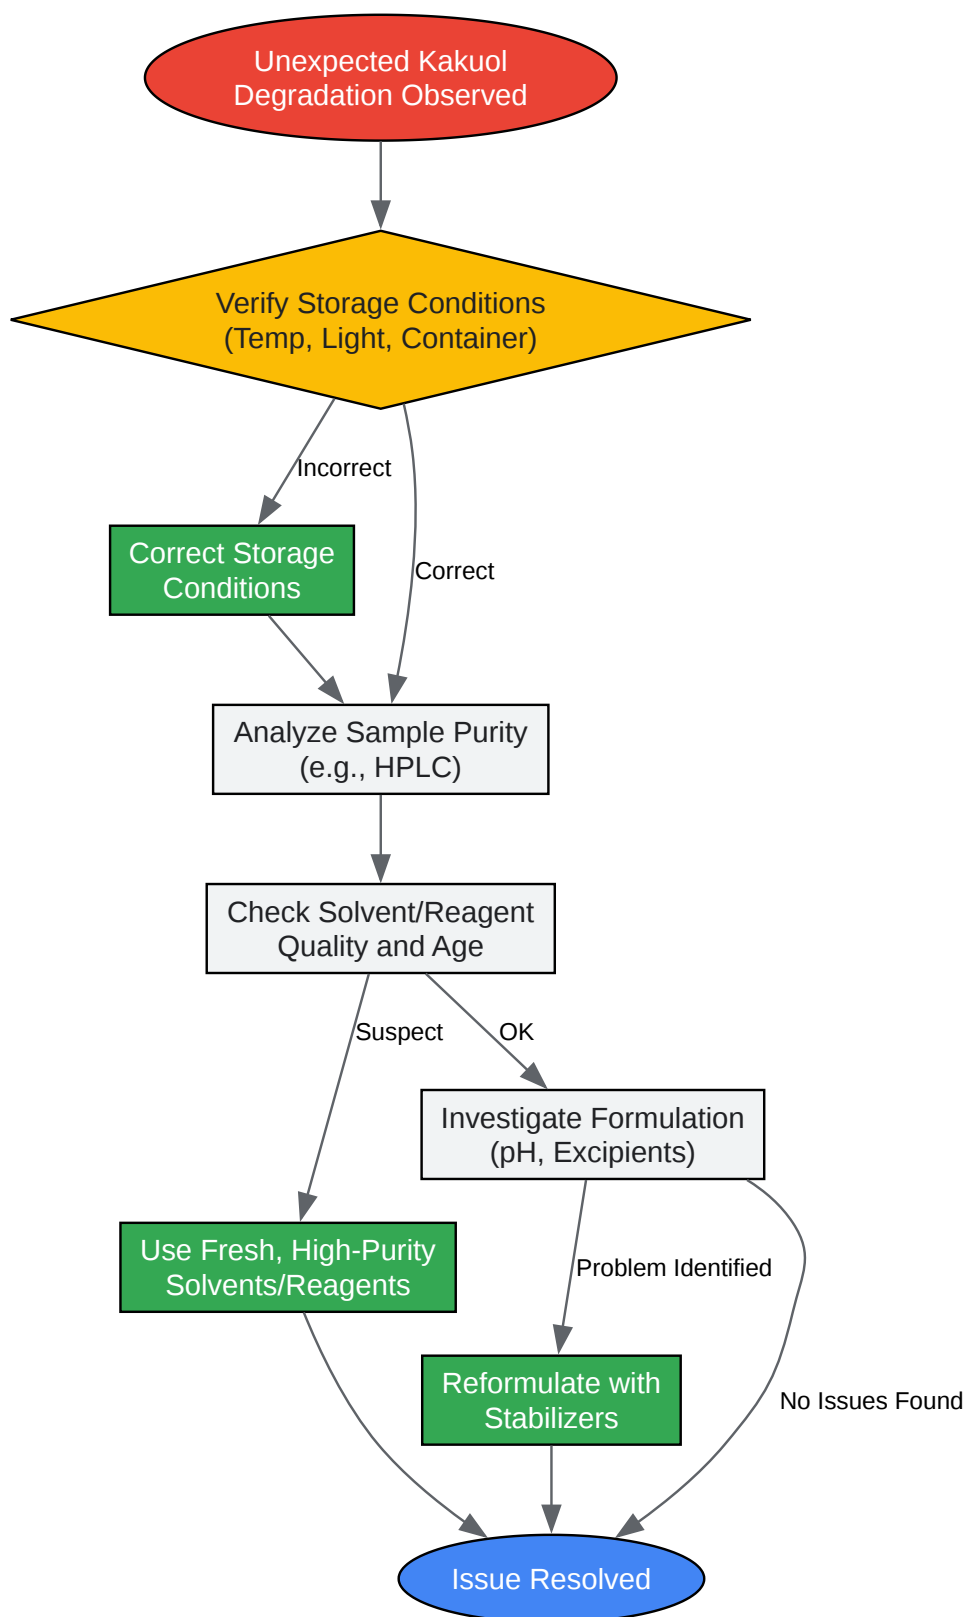 Unexpected Kakuol
Degradation Observed
Verify Storage Conditions
(Temp, Light, Container)
Incorrect
Correct Storage
Conditions
Correct
Analyze Sample Purity
(e.g., HPLC)
Check Solvent/Reagent
Quality and Age
Suspect
OK
Investigate Formulation
(pH, Excipients)
Use Fresh, High-Purity
Solvents/Reagents
Problem Identified
Reformulate with
Stabilizers
No Issues Found
Issue Resolved